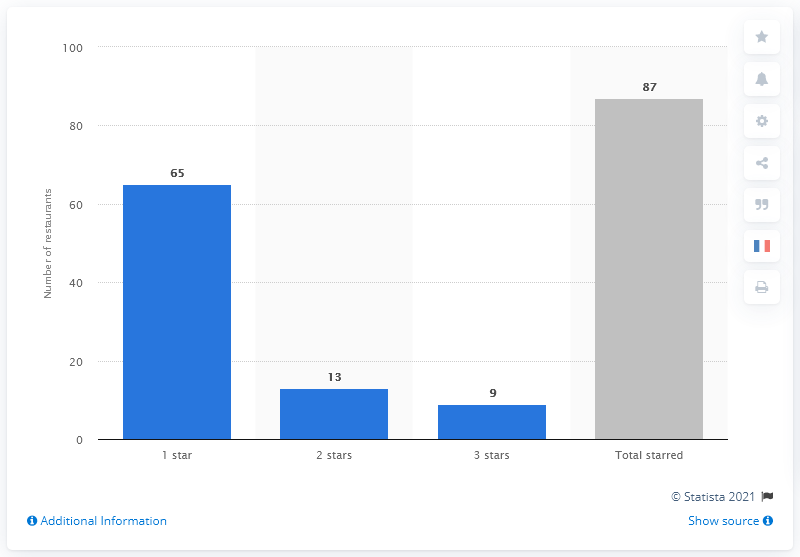 100
80
60
40
20
0
Number of restaurants
65
13
9
87
1 star
2 stars
3 stars
Total starred
© Statista 2021
Additional Information
Show source